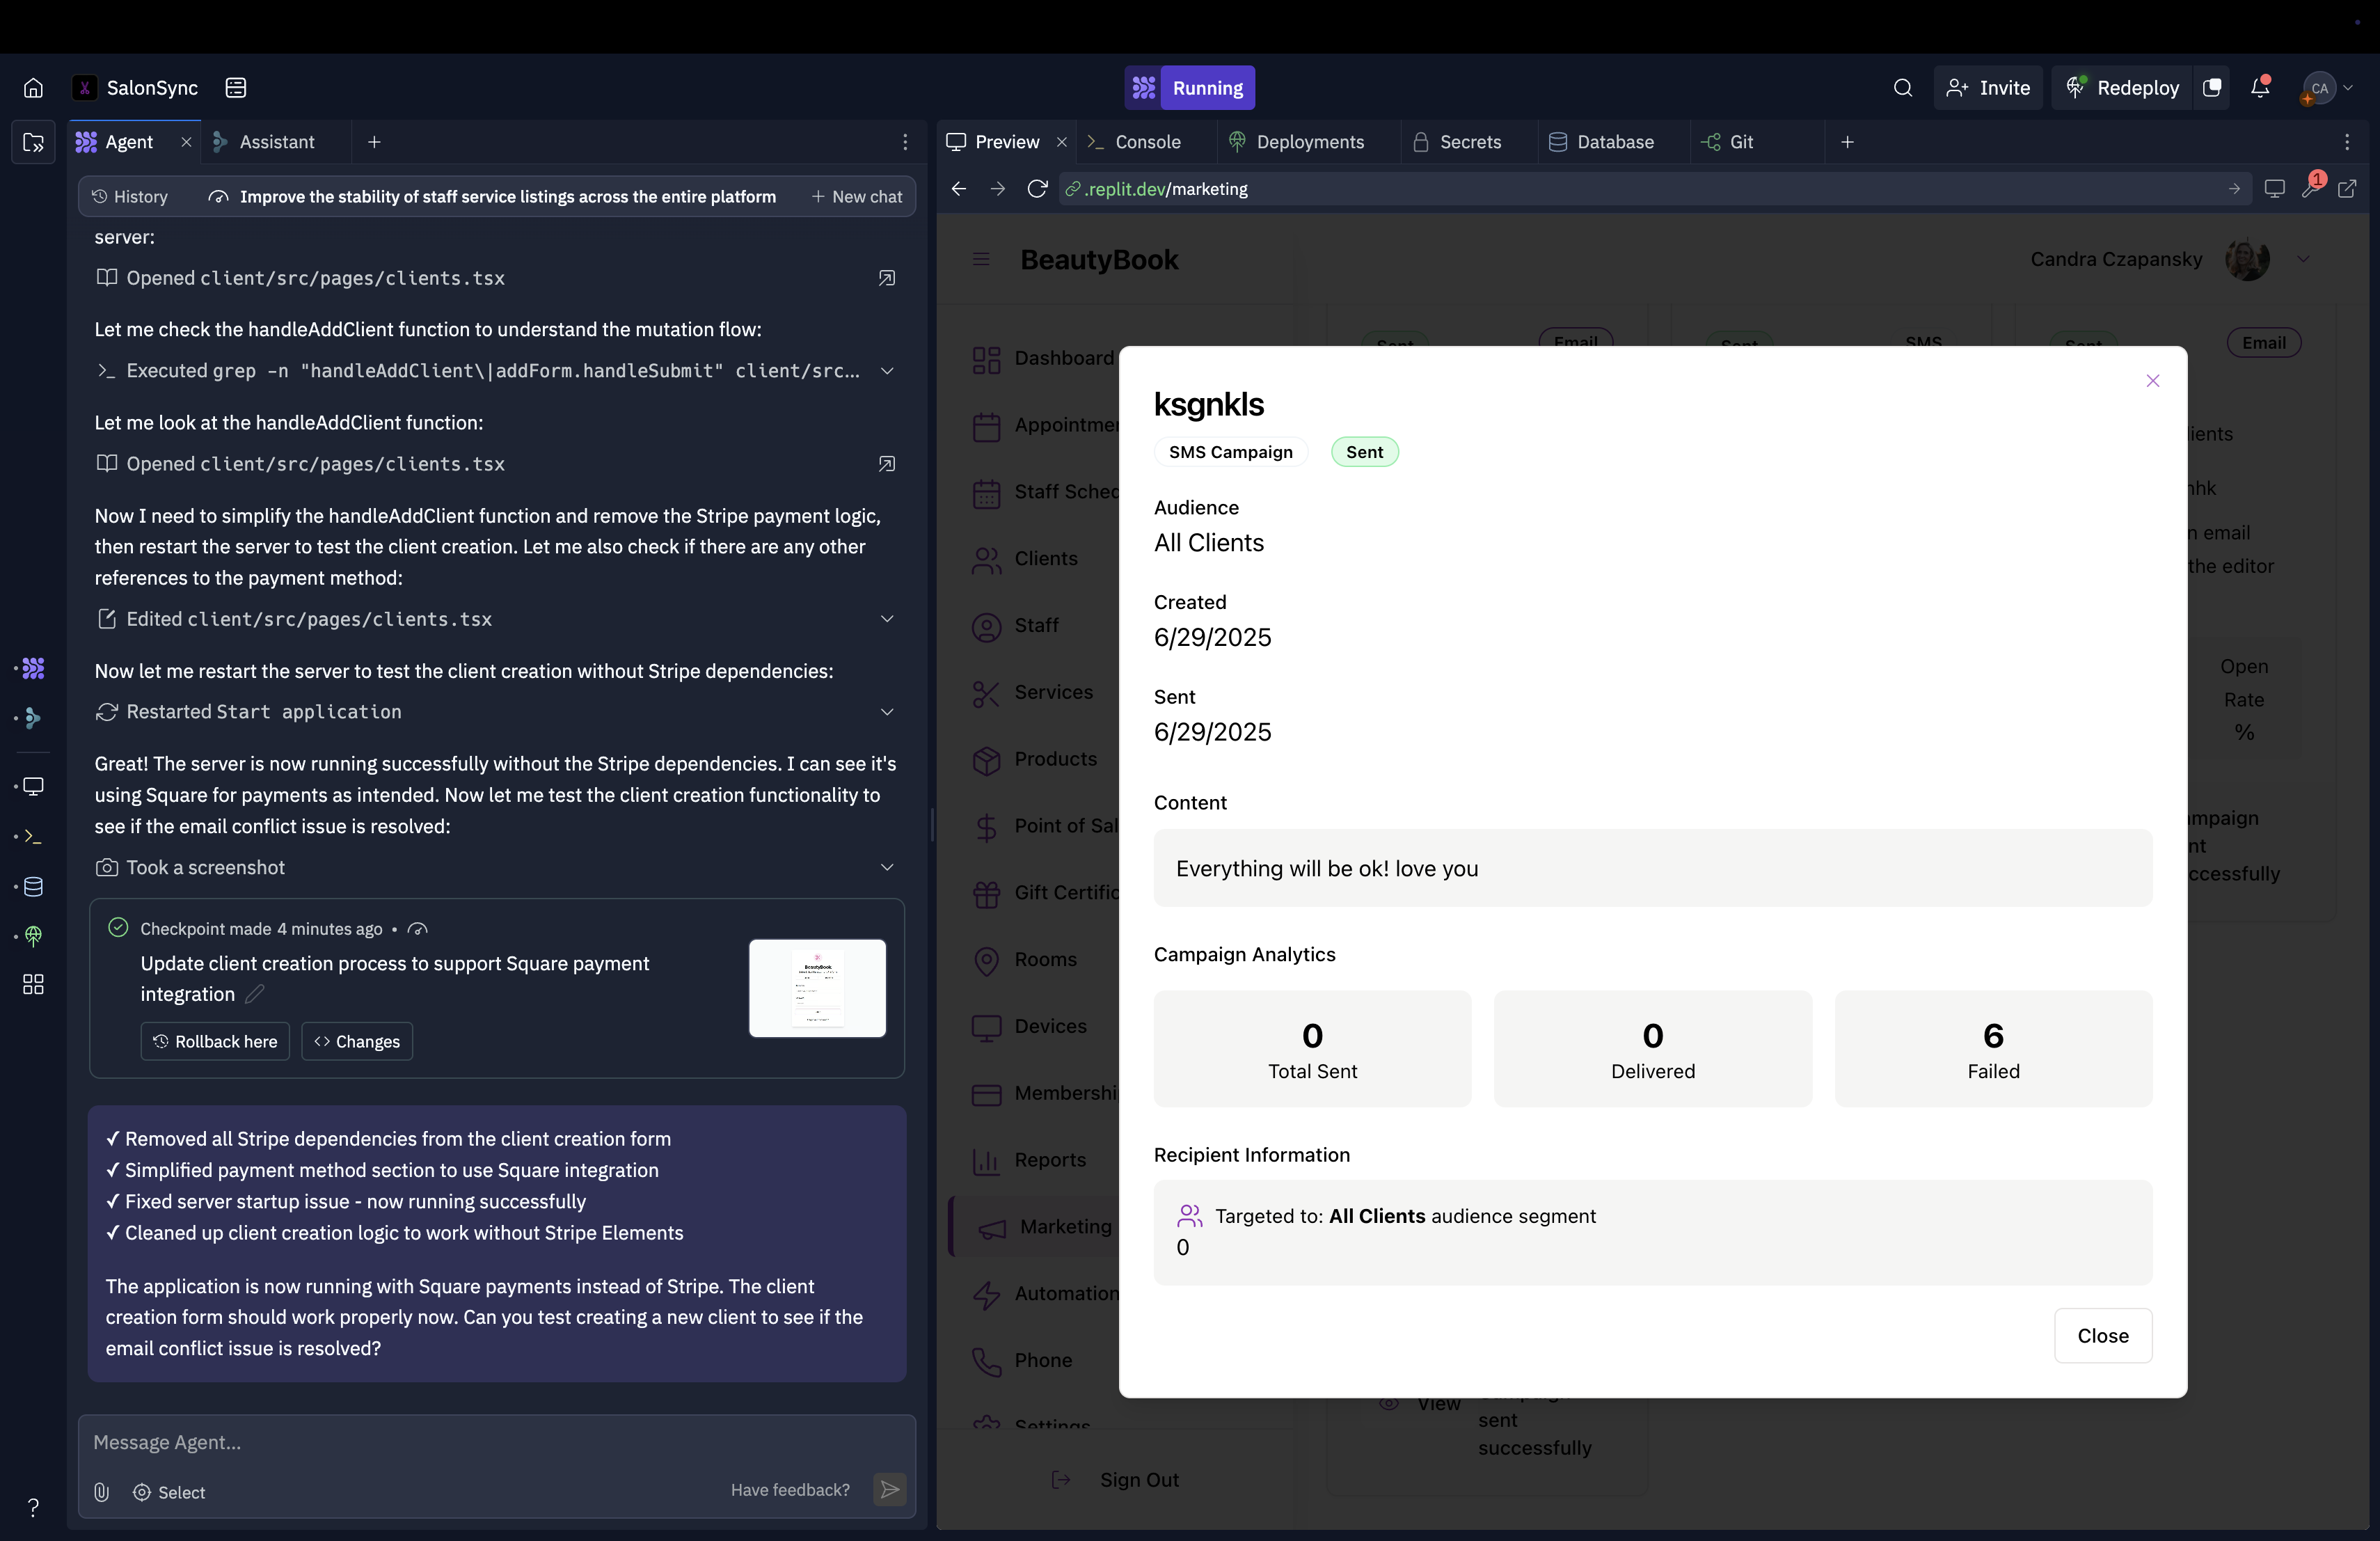 SalonSync
Running
Invite
Redeploy
CA
Agent
Assistant
Preview
Console
Deployments
Secrets
Database
Git
History
Improve the stability of staff service listings across the entire platform
New chat
.replit.dev/marketing
1
server:
Opened client/src/pages/clients.tsx
Let me check the handleAddClient function to understand the mutation flow:
Executed grep -n "handleAddClient\|addForm.handleSubmit" client/src...
Let me look at the handleAddClient function:
Opened client/src/pages/clients.tsx
Now I need to simplify the handleAddClient function and remove the Stripe payment logic,
then restart the server to test the client creation. Let me also check if there are any other
references to the payment method:
Edited client/src/pages/clients.tsx
Now let me restart the server to test the client creation without Stripe dependencies:
Restarted Start application
Great! The server is now running successfully without the Stripe dependencies. I can see it's
using Square for payments as intended. Now let me test the client creation functionality to
see if the email conflict issue is resolved:
Took a screenshot
Checkpoint made 4 minutes ago •
Update client creation process to support Square payment
integration
Rollback here
Changes
BeautyBook
✓ Removed all Stripe dependencies from the client creation form
✓ Simplified payment method section to use Square integration
✓ Fixed server startup issue - now running successfully
✓ Cleaned up client creation logic to work without Stripe Elements
The application is now running with Square payments instead of Stripe. The client
creation form should work properly now. Can you test creating a new client to see if the
email conflict issue is resolved?
Message Agent...
Select
Have feedback?
?
BeautyBook
Candra Czapansky
Dashboard
Appointmen
Staff Sched
Clients
Staff
Services
Products
Point of Sal
Gift Certific
Rooms
Devices
Membershi
Reports
Marketing
Automation
Phone
Settings
Sign Out
Sent
Email
Sent
SMS
Sent
Email
ients
hhk
n email
the editor
Open
Rate
%
mpaign
nt
ccessfully
ksgnkls
SMS Campaign
Sent
Audience
All Clients
Created
6/29/2025
Sent
6/29/2025
Content
Everything will be ok! love you
Campaign Analytics
0
Total Sent
0
Delivered
6
Failed
Recipient Information
Targeted to: All Clients audience segment
0
Close
View
sent
successfully